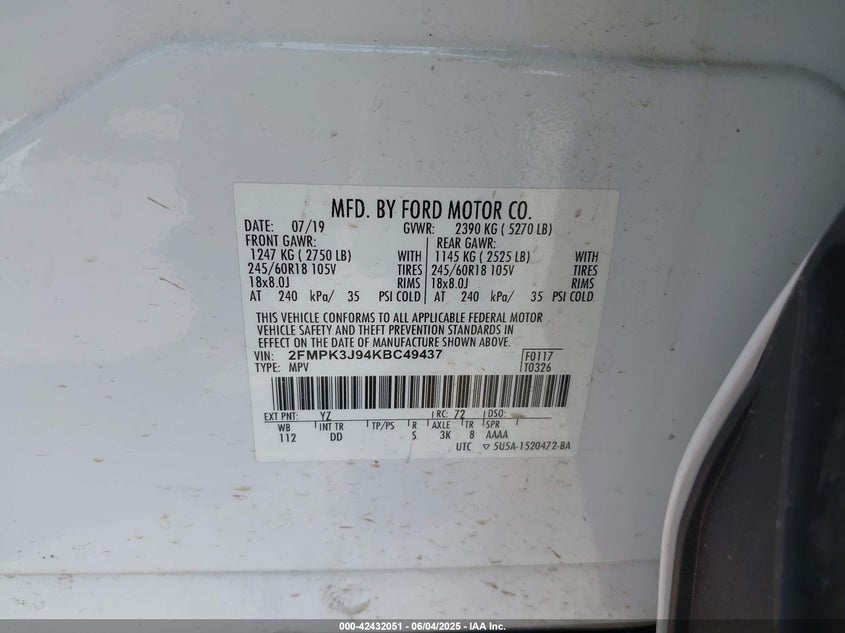 MFD. BY FORD MOTOR CO.
DATE: 07/19 GVWR: 2390 KG ( 5270 LB)
FRONT GAWR: REAR GAWR:
1247 KG ( 2750 LB) WITH 1145 KG ( 2525 LB) WITH
245/60R18 105V TIRES 245/60R18 105V TIRES
18x8.0J RIMS 18x8.0J RIMS
AT 240 kPa/ 35 PSI COLD AT 240 kPa/ 35 PSI COLD
THIS VEHICLE CONFORMS TO ALL APPLICABLE FEDERAL MOTOR
VEHICLE SAFETY AND THEFT PREVENTION STANDARDS IN
EFFECT ON THE DATE OF MANUFACTURE SHOWN ABOVE.
VIN: 2FMPK3J94KBC49437 F0117
TYPE: MPV T0326
EXT PNT: YZ RC: 72 DSO:
WB INT TR TP/PS R AXLE TR SPR
112 DD S 3K 8 AAAA
UTC ▽ 5U5A-1520472-BA
000-42432051 - 06/04/2025 - IAA Inc.